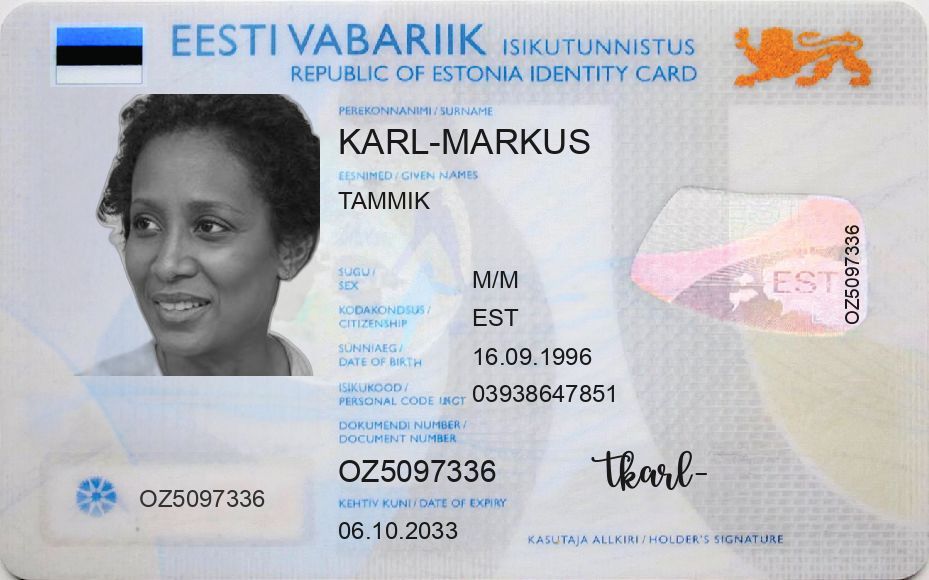 EESTI VABARIIK ISIKUTUNNISTUS
REPUBLIC OF ESTONIA IDENTITY CARD
PEREKONNANIMI / SURNAME
KARL-MARKUS
EESNIMED / GIVEN NAMES
TAMMIK
SUGU / SEX
M/M
KODAKONDSUS / CITIZENSHIP
EST
SÜNNIAEG / DATE OF BIRTH
16.09.1996
ISIKUKOOD / PERSONAL CODE
03938647851
DOKUMENDI NUMBER / DOCUMENT NUMBER
OZ5097336
KEHTIV KUNI / DATE OF EXPIRY
06.10.2033
OZ5097336
EST
OZ5097336
tkarl-
KASUTAJA ALLKIRI / HOLDER'S SIGNATURE